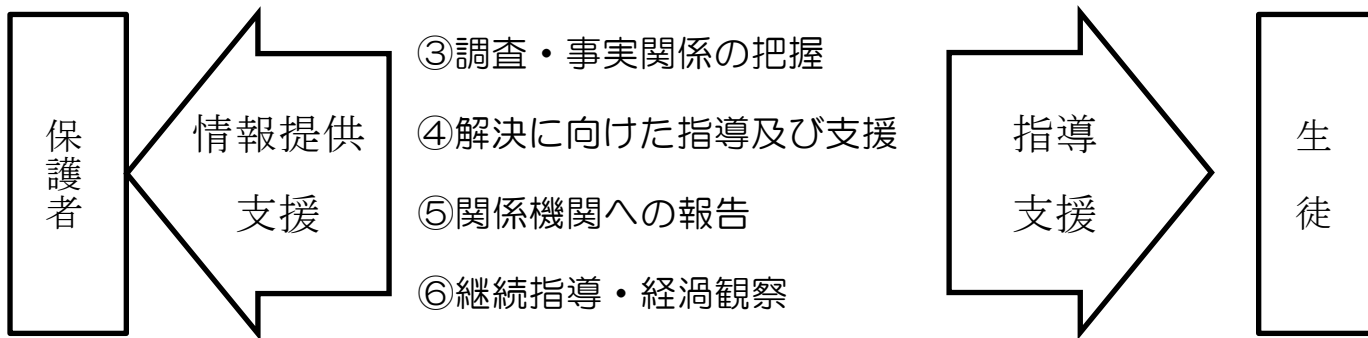 保護者
情報提供
支援
③調査・事実関係の把握
④解決に向けた指導及び支援
⑤関係機関への報告
⑥継続指導・経過観察
指導
支援
生徒